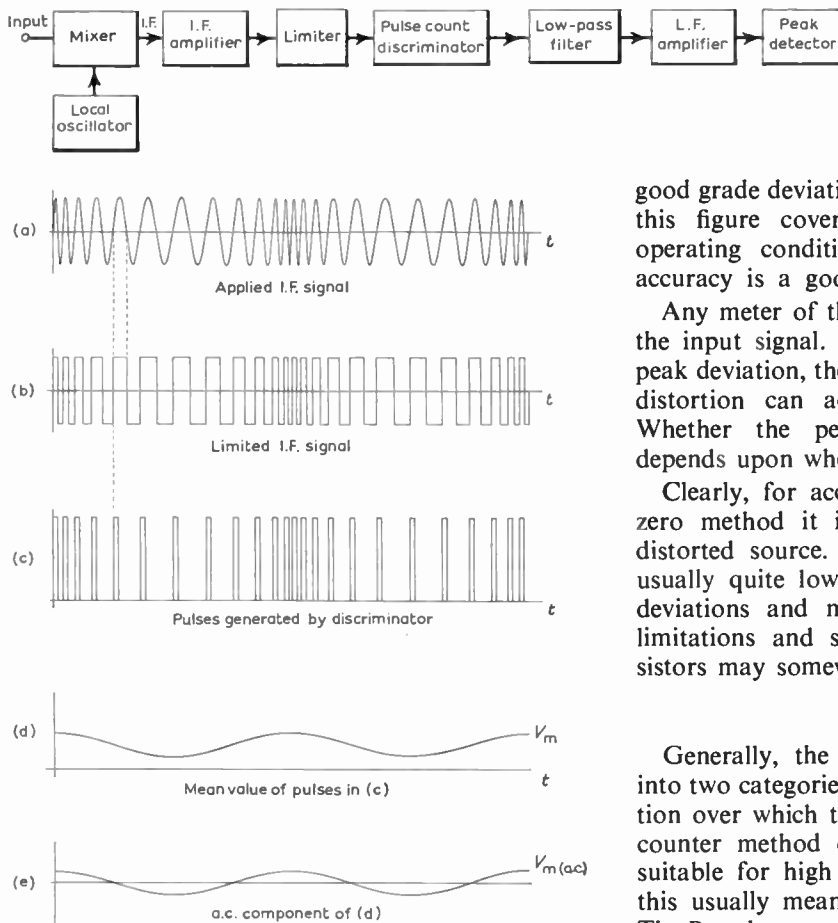 Input
I.F.
Mixer
I.F.
amplifier
Limiter
Pulse count
discriminator
Low-pass
filter
L.F.
amplifier
Peak
detector
Local
oscillator
(a)
t
Applied I.F. signal
(b)
t
Limited I.F. signal
(c)
t
Pulses generated by discriminator
(d)
Vm
t
Mean value of pulses in (c)
(e)
Vm(ac)
a.c. component of (d)
good grade deviati
this figure cover
operating conditi
accuracy is a goo
Any meter of th
the input signal.
peak deviation, the
distortion can a
Whether the pe
depends upon whe
Clearly, for acc
zero method it i
distorted source.
usually quite low
deviations and m
limitations and s
sistors may somew
Generally, the
into two categorie
tion over which t
counter method
suitable for high
this usually mean